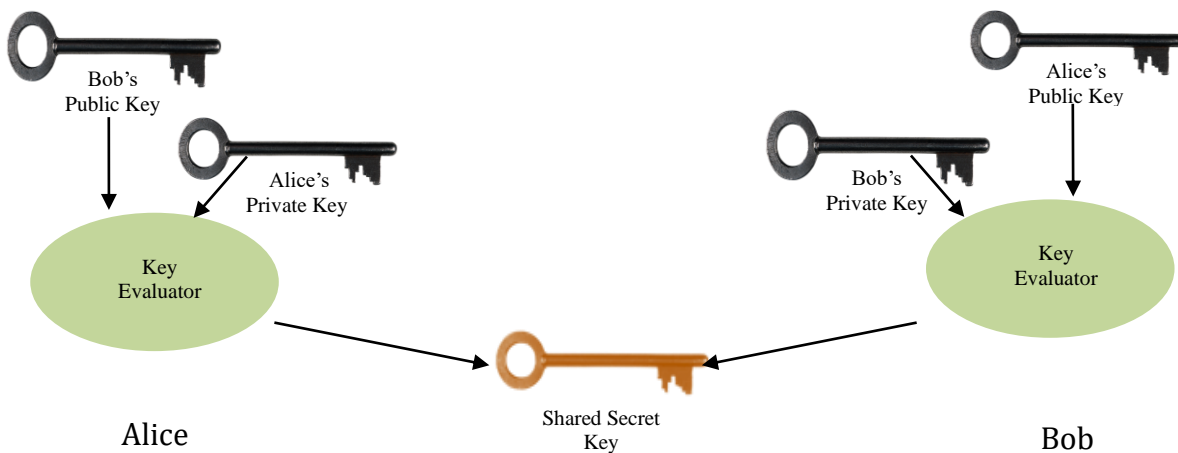 Bob’s
Public Key
Alice’s
Private Key
Key
Evaluator
Alice
Shared Secret
Key
Alice’s
Public Key
Bob’s
Private Key
Key
Evaluator
Bob